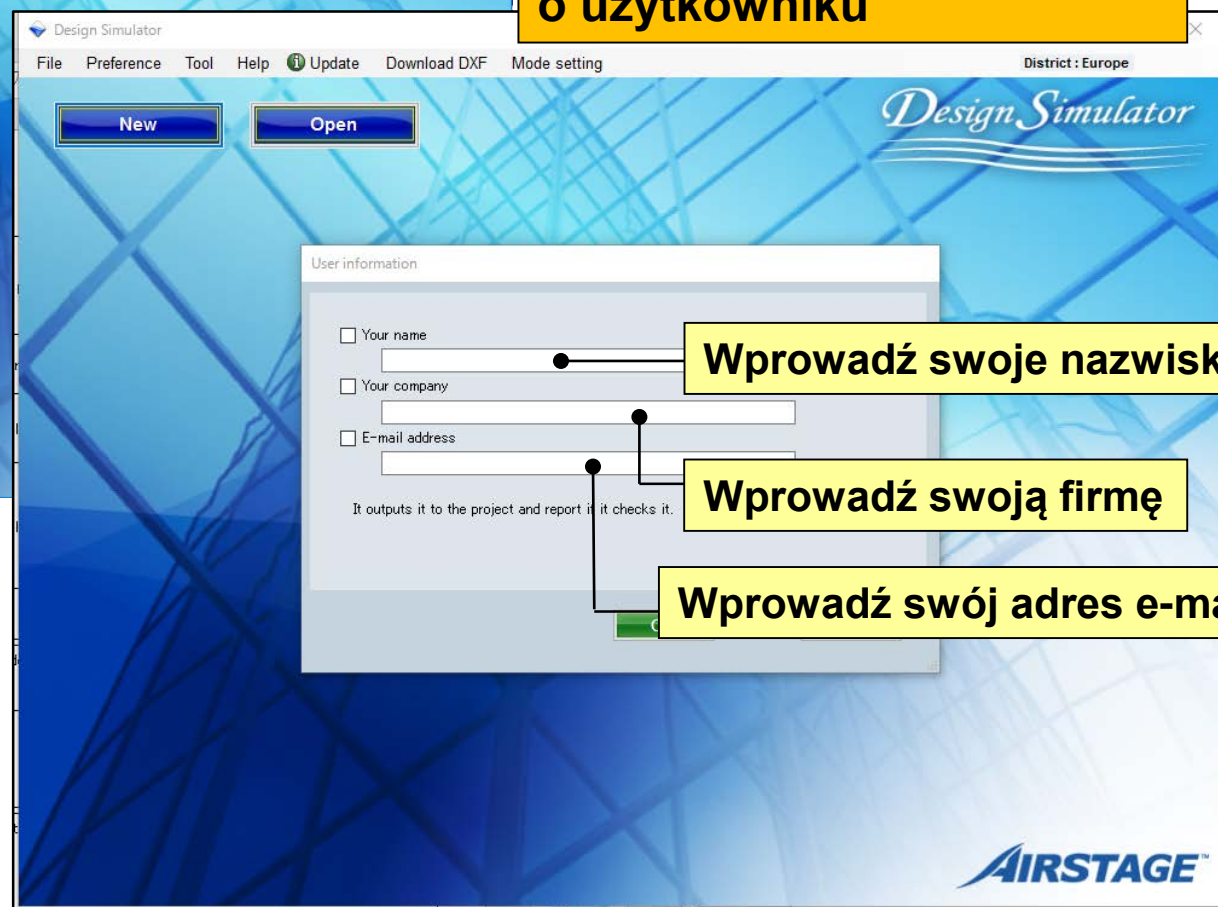 o użytkowniku
Design Simulator
File Preference Tool Help Update Download DXF Mode setting District : Europe
New Open Design Simulator
User information
Your name
Wprowadź swoje nazwisk
Your company
E-mail address
Wprowadź swoją firmę
It outputs it to the project and report if it checks it.
Wprowadź swój adres e-ma
AIRSTAGE™